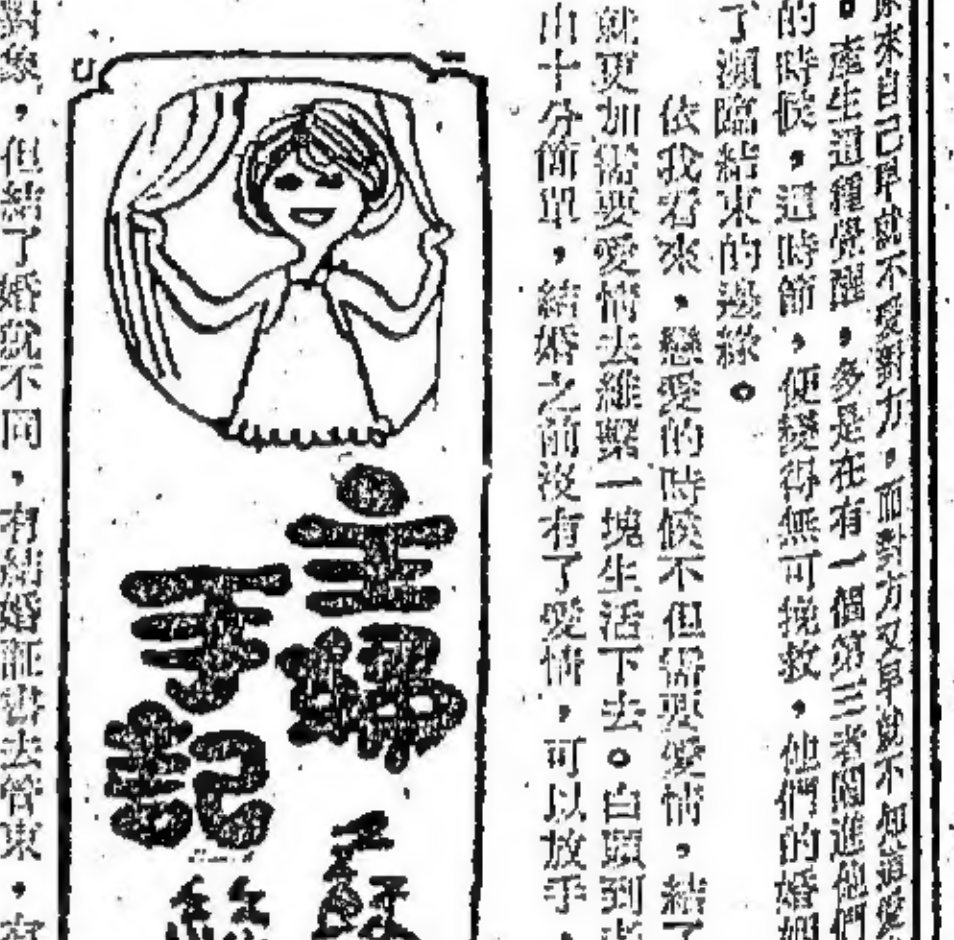 原來自己早就不愛對方，而對方又早就不知道愛
。產生這種覺醒，多是在有一個第三者闖進他們
的時候，這時節，便變得無可挽救，他們的婚姻
了瀕臨結束的邊緣。
依我看來，戀愛的時候不但需要愛情，結了
就更加需要愛情去維繫一塊生活下去。白頭到老
由十分簡單，結婚之前沒有了愛情，可以放手，
主婦
手記
對象，但結了婚就不同，有結婚証書去管束，有